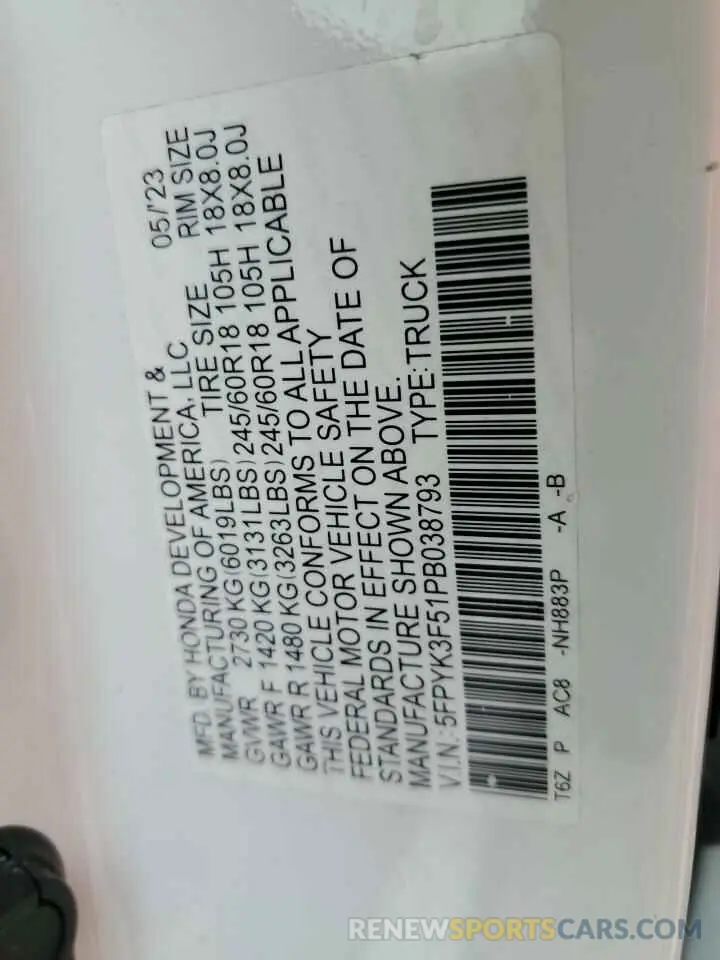 MFD. BY HONDA DEVELOPMENT & 05/'23
MANUFACTURING OF AMERICA, LLC RIM SIZE
GVWR 2730 KG(6019LBS) TIRE SIZE
GAWR F 1420 KG(3131LBS)245/60R18 105H 18X8.0J
GAWR R 1480 KG(3263LBS)245/60R18 105H 18X8.0J
THIS VEHICLE CONFORMS TO ALL APPLICABLE
FEDERAL MOTOR VEHICLE SAFETY
STANDARDS IN EFFECT ON THE DATE OF
MANUFACTURE SHOWN ABOVE.
V.I.N.:5FPYK3F51PB038793 TYPE:TRUCK
T6Z P AC8 -NH883P -A -B
RENEWSPORTSCARS.COM